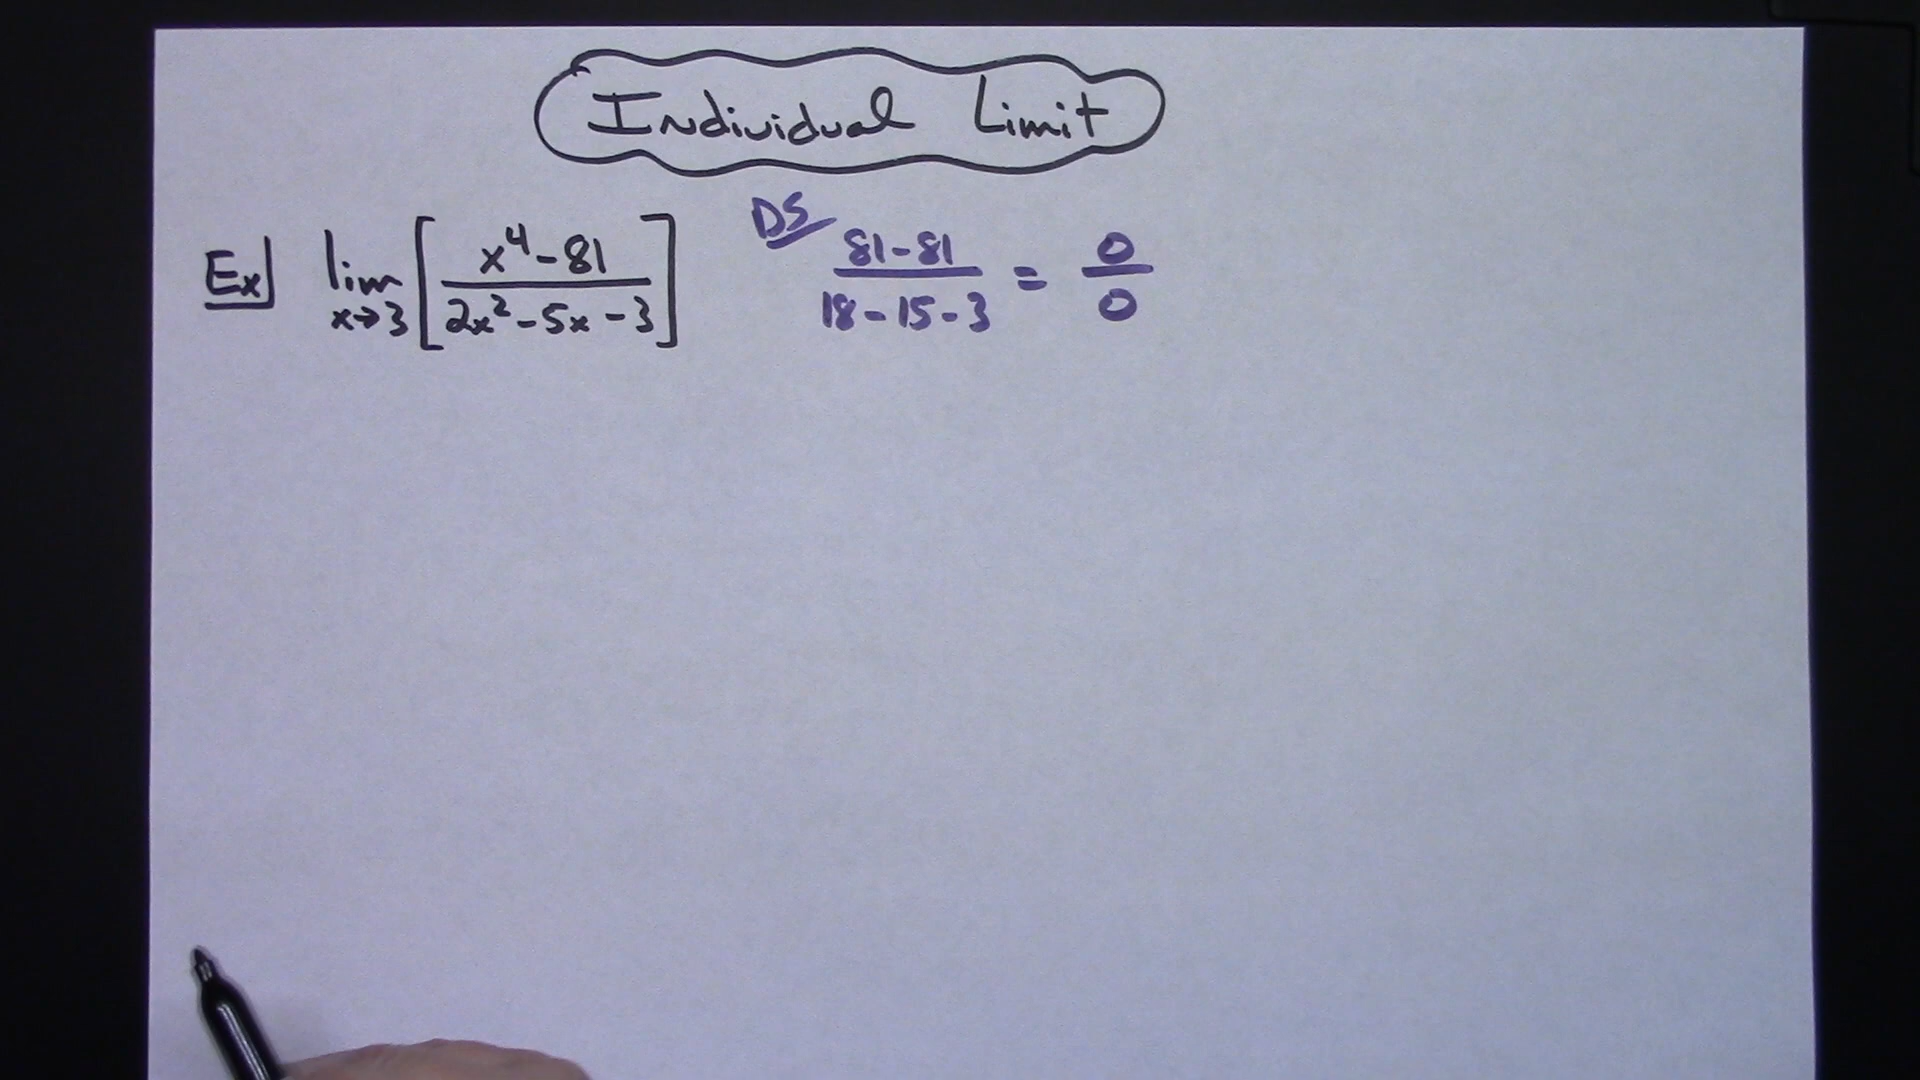 Individual Limit
Ex lim x→3 [ (x⁴-81)/(2x²-5x-3) ] DS (81-81)/(18-15-3) = 0/0